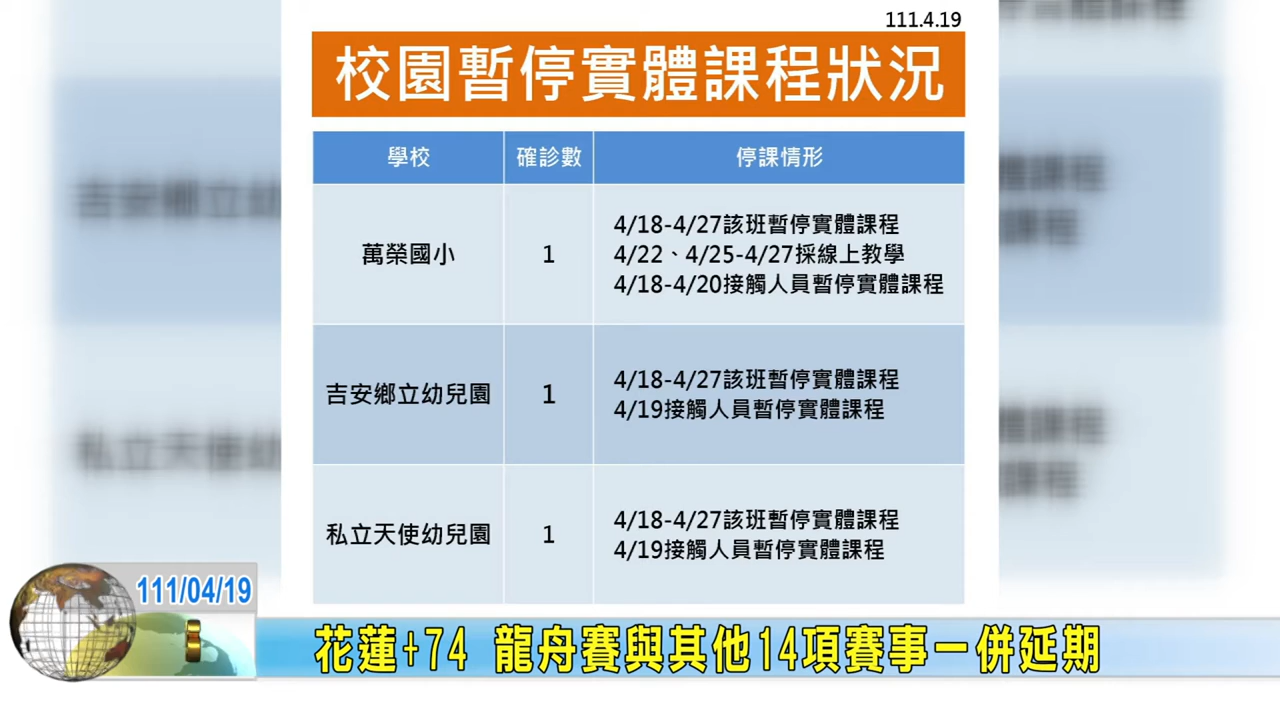 111.4.19
校園暫停實體課程狀況
學校 確診數 停課情形
萬榮國小 1
4/18-4/27該班暫停實體課程
4/22、4/25-4/27採線上教學
4/18-4/20接觸人員暫停實體課程
吉安鄉立幼兒園 1
4/18-4/27該班暫停實體課程
4/19接觸人員暫停實體課程
私立天使幼兒園 1
4/18-4/27該班暫停實體課程
4/19接觸人員暫停實體課程
111/04/19
花蓮+74 龍舟賽與其他14項賽事一併延期